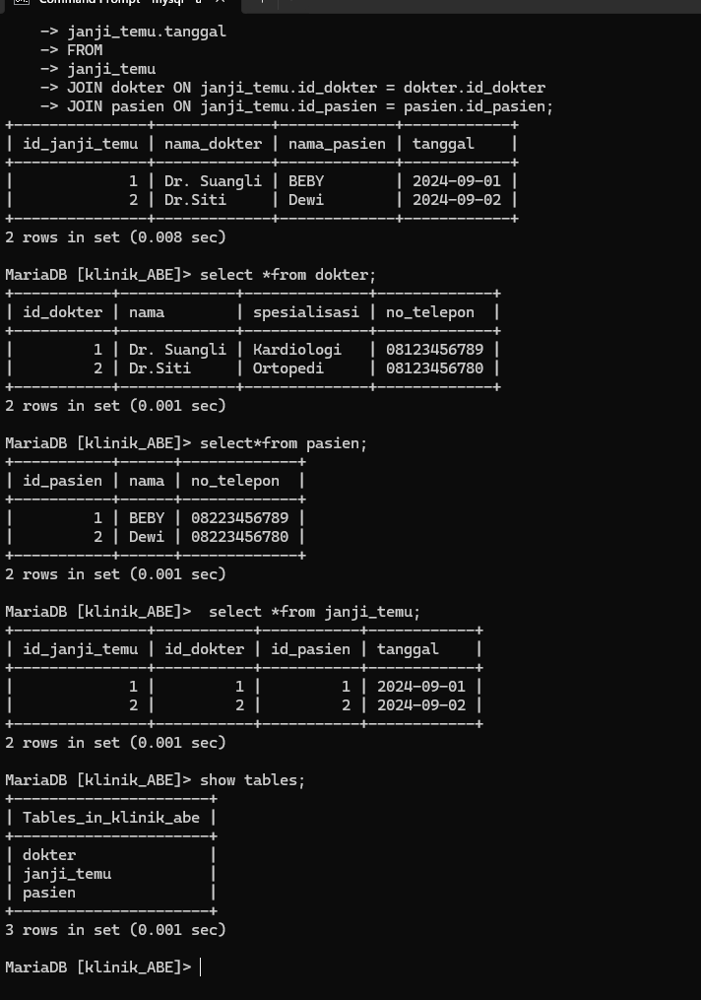 Command Prompt - mysql -u
    -> janji_temu.tanggal
    -> FROM
    -> janji_temu
    -> JOIN dokter ON janji_temu.id_dokter = dokter.id_dokter
    -> JOIN pasien ON janji_temu.id_pasien = pasien.id_pasien;
+---------------+-------------+-------------+------------+
| id_janji_temu | nama_dokter | nama_pasien | tanggal    |
+---------------+-------------+-------------+------------+
|             1 | Dr. Suangli | BEBY        | 2024-09-01 |
|             2 | Dr.Siti     | Dewi        | 2024-09-02 |
+---------------+-------------+-------------+------------+
2 rows in set (0.008 sec)

MariaDB [klinik_ABE]> select *from dokter;
+-----------+-------------+--------------+-------------+
| id_dokter | nama        | spesialisasi | no_telepon  |
+-----------+-------------+--------------+-------------+
|         1 | Dr. Suangli | Kardiologi   | 08123456789 |
|         2 | Dr.Siti     | Ortopedi     | 08123456780 |
+-----------+-------------+--------------+-------------+
2 rows in set (0.001 sec)

MariaDB [klinik_ABE]> select*from pasien;
+-----------+------+-------------+
| id_pasien | nama | no_telepon  |
+-----------+------+-------------+
|         1 | BEBY | 08223456789 |
|         2 | Dewi | 08223456780 |
+-----------+------+-------------+
2 rows in set (0.001 sec)

MariaDB [klinik_ABE]>  select *from janji_temu;
+---------------+-----------+-----------+------------+
| id_janji_temu | id_dokter | id_pasien | tanggal    |
+---------------+-----------+-----------+------------+
|             1 |         1 |         1 | 2024-09-01 |
|             2 |         2 |         2 | 2024-09-02 |
+---------------+-----------+-----------+------------+
2 rows in set (0.001 sec)

MariaDB [klinik_ABE]> show tables;
+----------------------+
| Tables_in_klinik_abe |
+----------------------+
| dokter               |
| janji_temu           |
| pasien               |
+----------------------+
3 rows in set (0.001 sec)

MariaDB [klinik_ABE]>